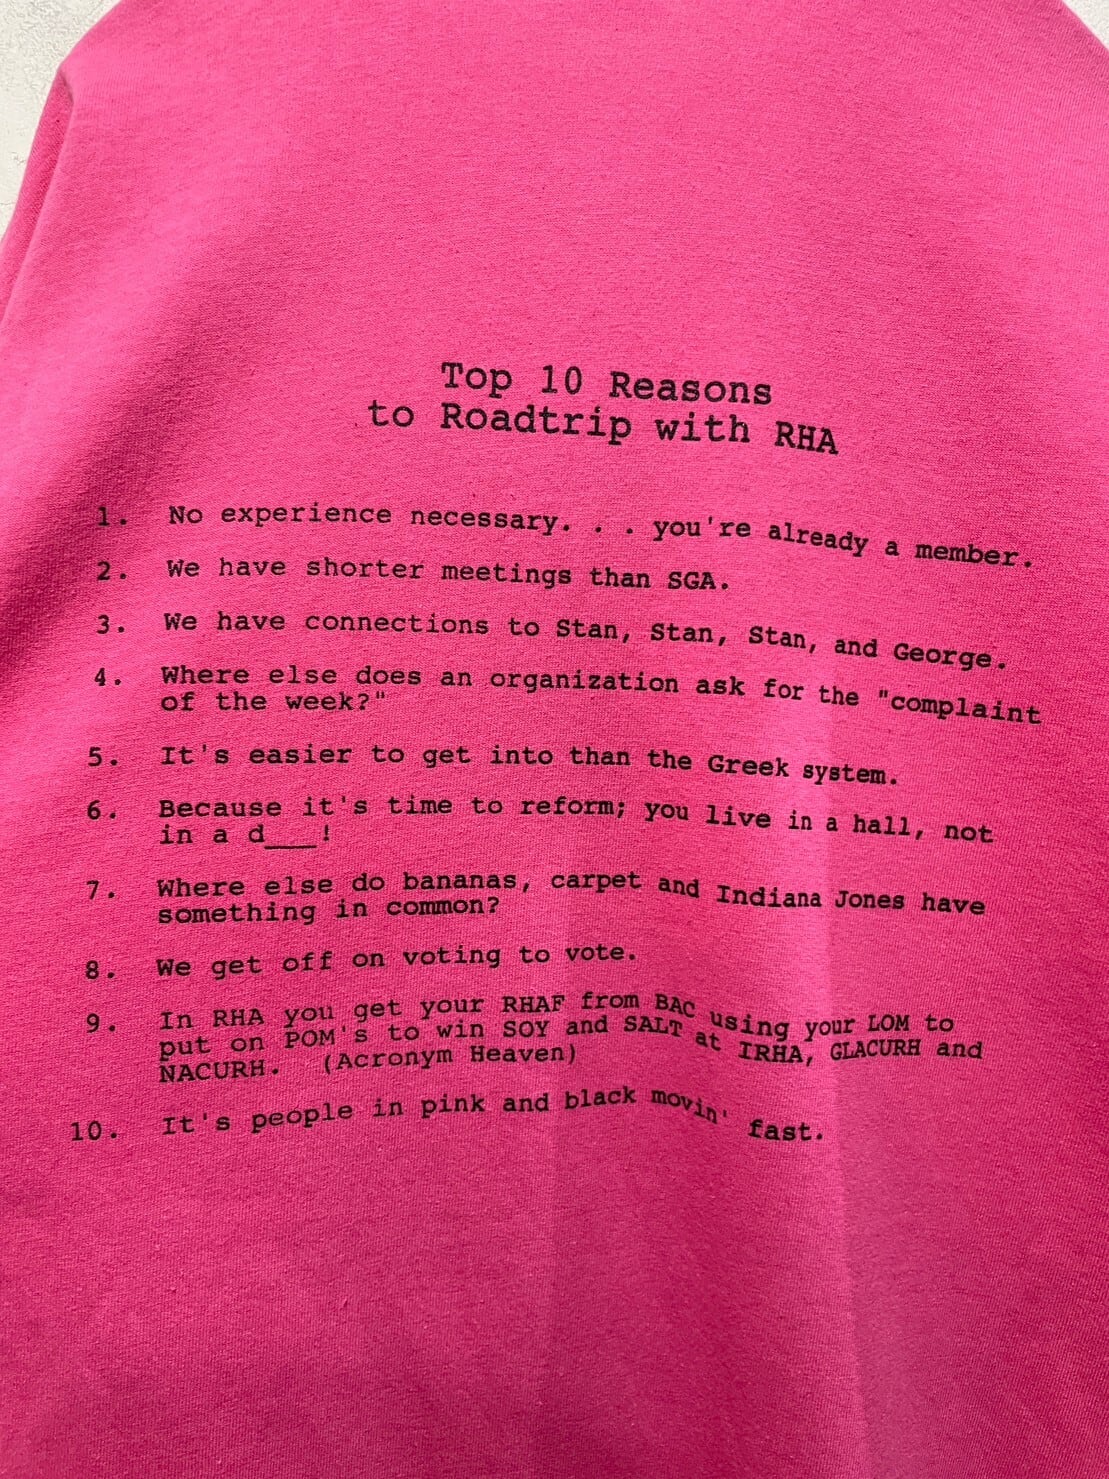 Top 10 Reasons
to Roadtrip with RHA
1. No experience necessary. . . you're already a member.
2. We have shorter meetings than SGA.
3. We have connections to Stan, Stan, Stan, and George.
4. Where else does an organization ask for the "complaint
of the week?"
5. It's easier to get into than the Greek system.
6. Because it's time to reform; you live in a hall, not
in a d___!
7. Where else do bananas, carpet and Indiana Jones have
something in common?
8. We get off on voting to vote.
9. In RHA you get your RHAF from BAC using your LOM to
put on POM's to win SOY and SALT at IRHA, GLACURH and
NACURH. (Acronym Heaven)
10. It's people in pink and black movin' fast.